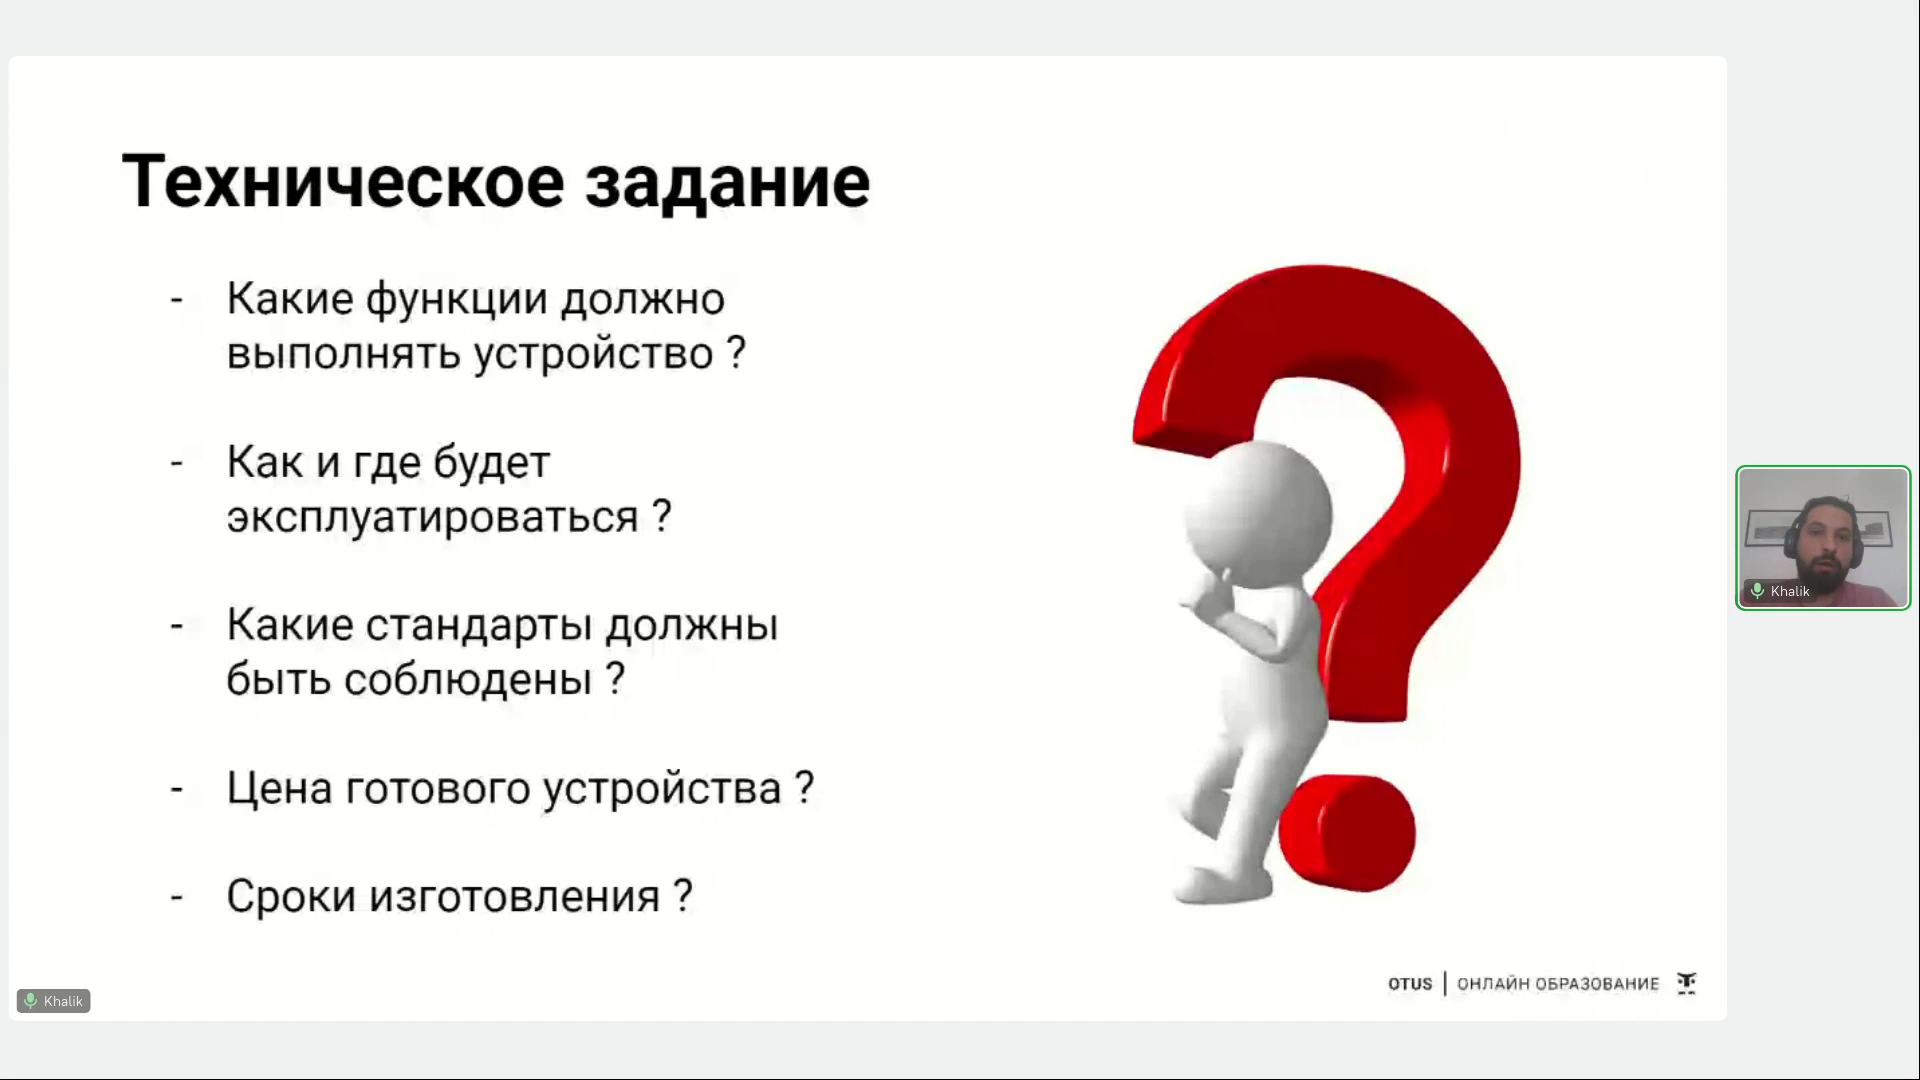 Техническое задание
- Какие функции должно
выполнять устройство ?
- Как и где будет
эксплуатироваться ?
- Какие стандарты должны
быть соблюдены ?
- Цена готового устройства ?
- Сроки изготовления ?
OTUS | ОНЛАЙН ОБРАЗОВАНИЕ
Khalik
Khalik